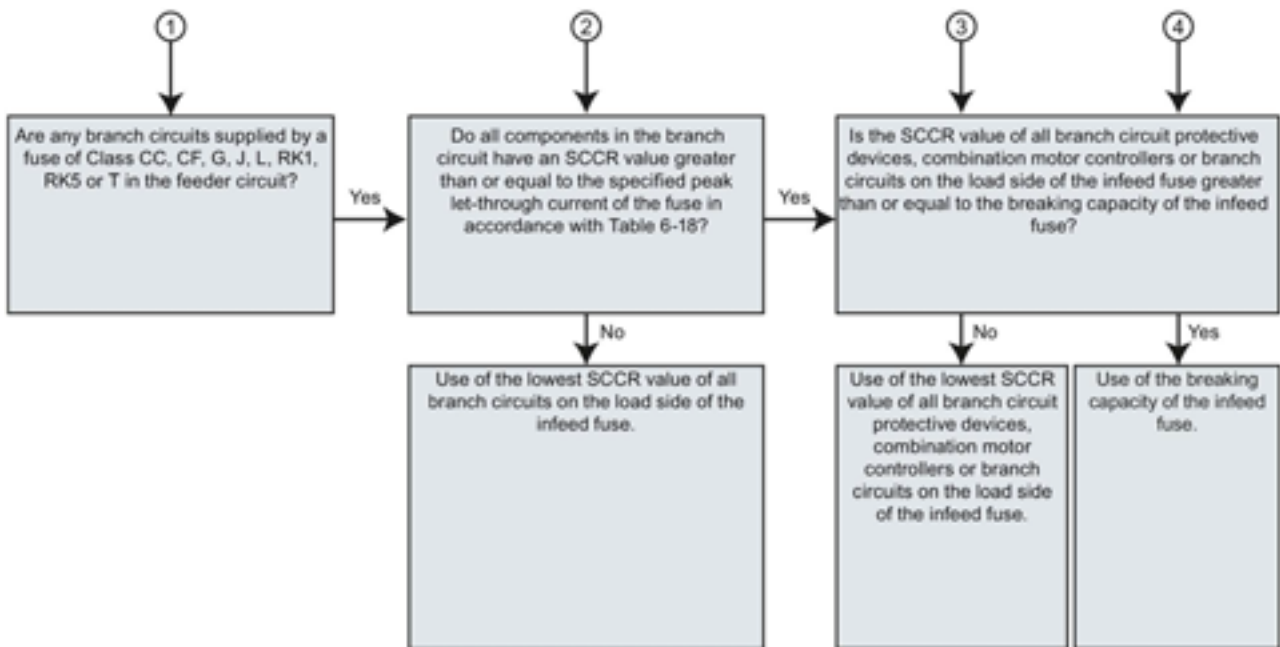 1
2
3
4
Are any branch circuits supplied by a
fuse of Class CC, CF, G, J, L, RK1,
RK5 or T in the feeder circuit?
Yes
Do all components in the branch
circuit have an SCCR value greater
than or equal to the specified peak
let-through current of the fuse in
accordance with Table 6-18?
Yes
Is the SCCR value of all branch circuit protective
devices, combination motor controllers or branch
circuits on the load side of the infeed fuse greater
than or equal to the breaking capacity of the infeed
fuse?
No
No
Yes
Use of the lowest SCCR value of all
branch circuits on the load side of the
infeed fuse.
Use of the lowest SCCR
value of all branch circuit
protective devices,
combination motor
controllers or branch
circuits on the load side
of the infeed fuse.
Use of the breaking
capacity of the infeed
fuse.